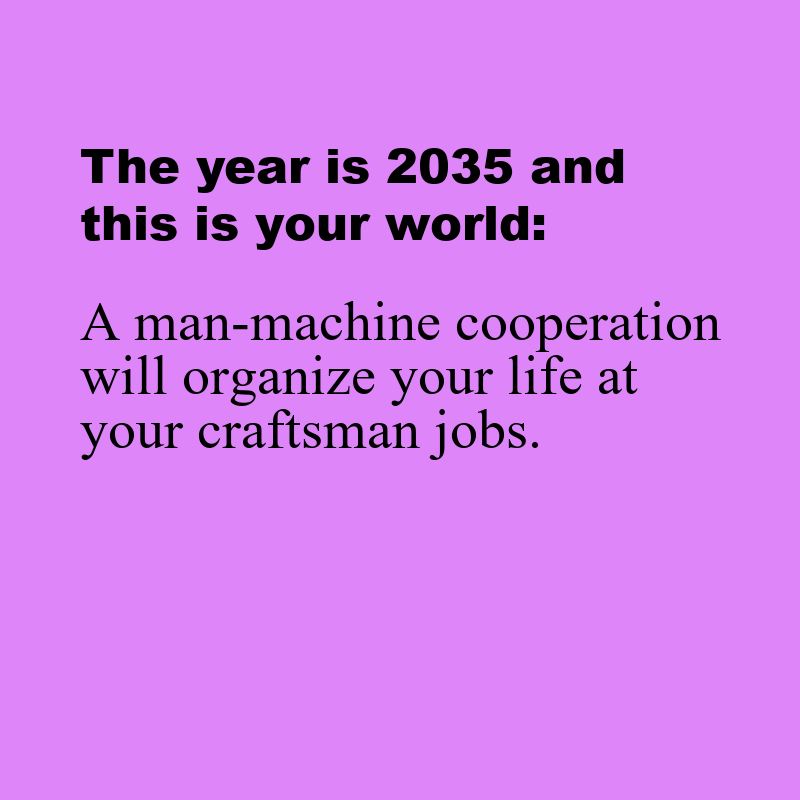 The year is 2035 and
this is your world:
A man-machine cooperation
will organize your life at
your craftsman jobs.